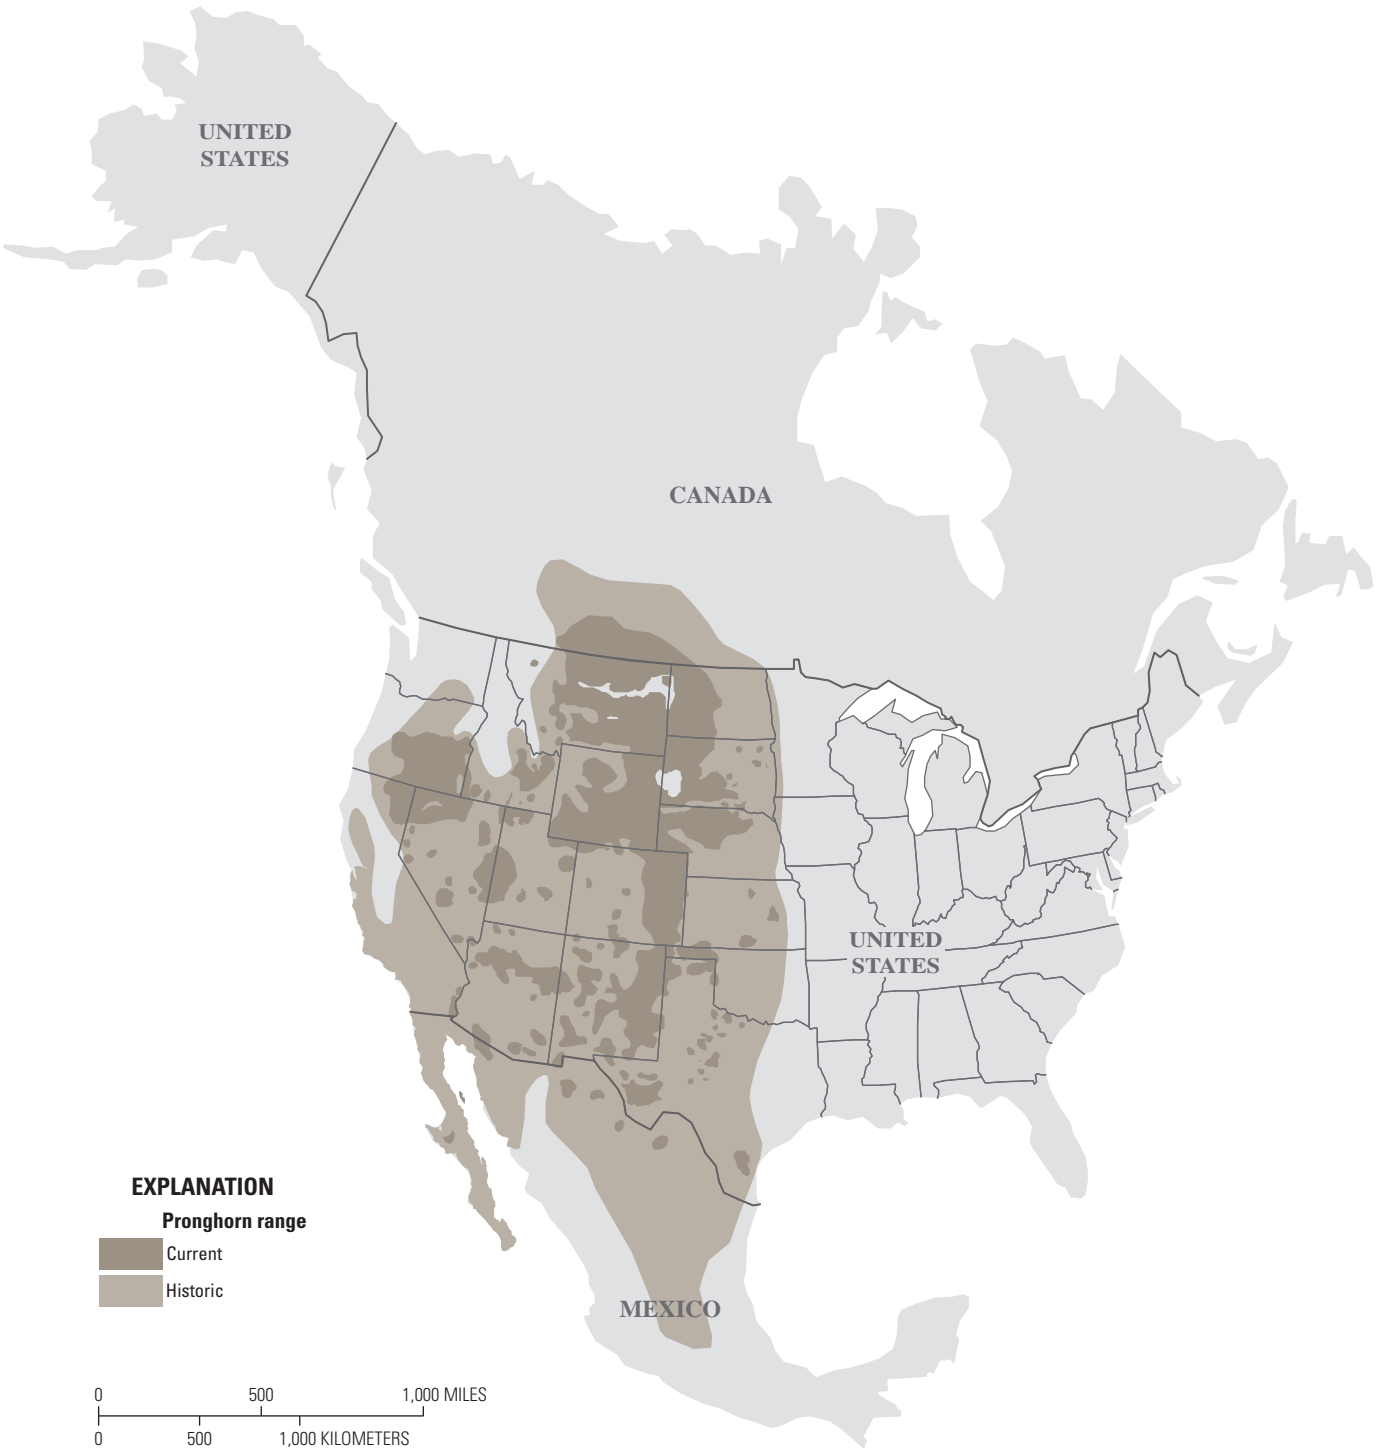 UNITED
STATES
CANADA
UNITED
STATES
MEXICO
EXPLANATION
Pronghorn range
Current
Historic
0 500 1,000 MILES
0 500 1,000 KILOMETERS